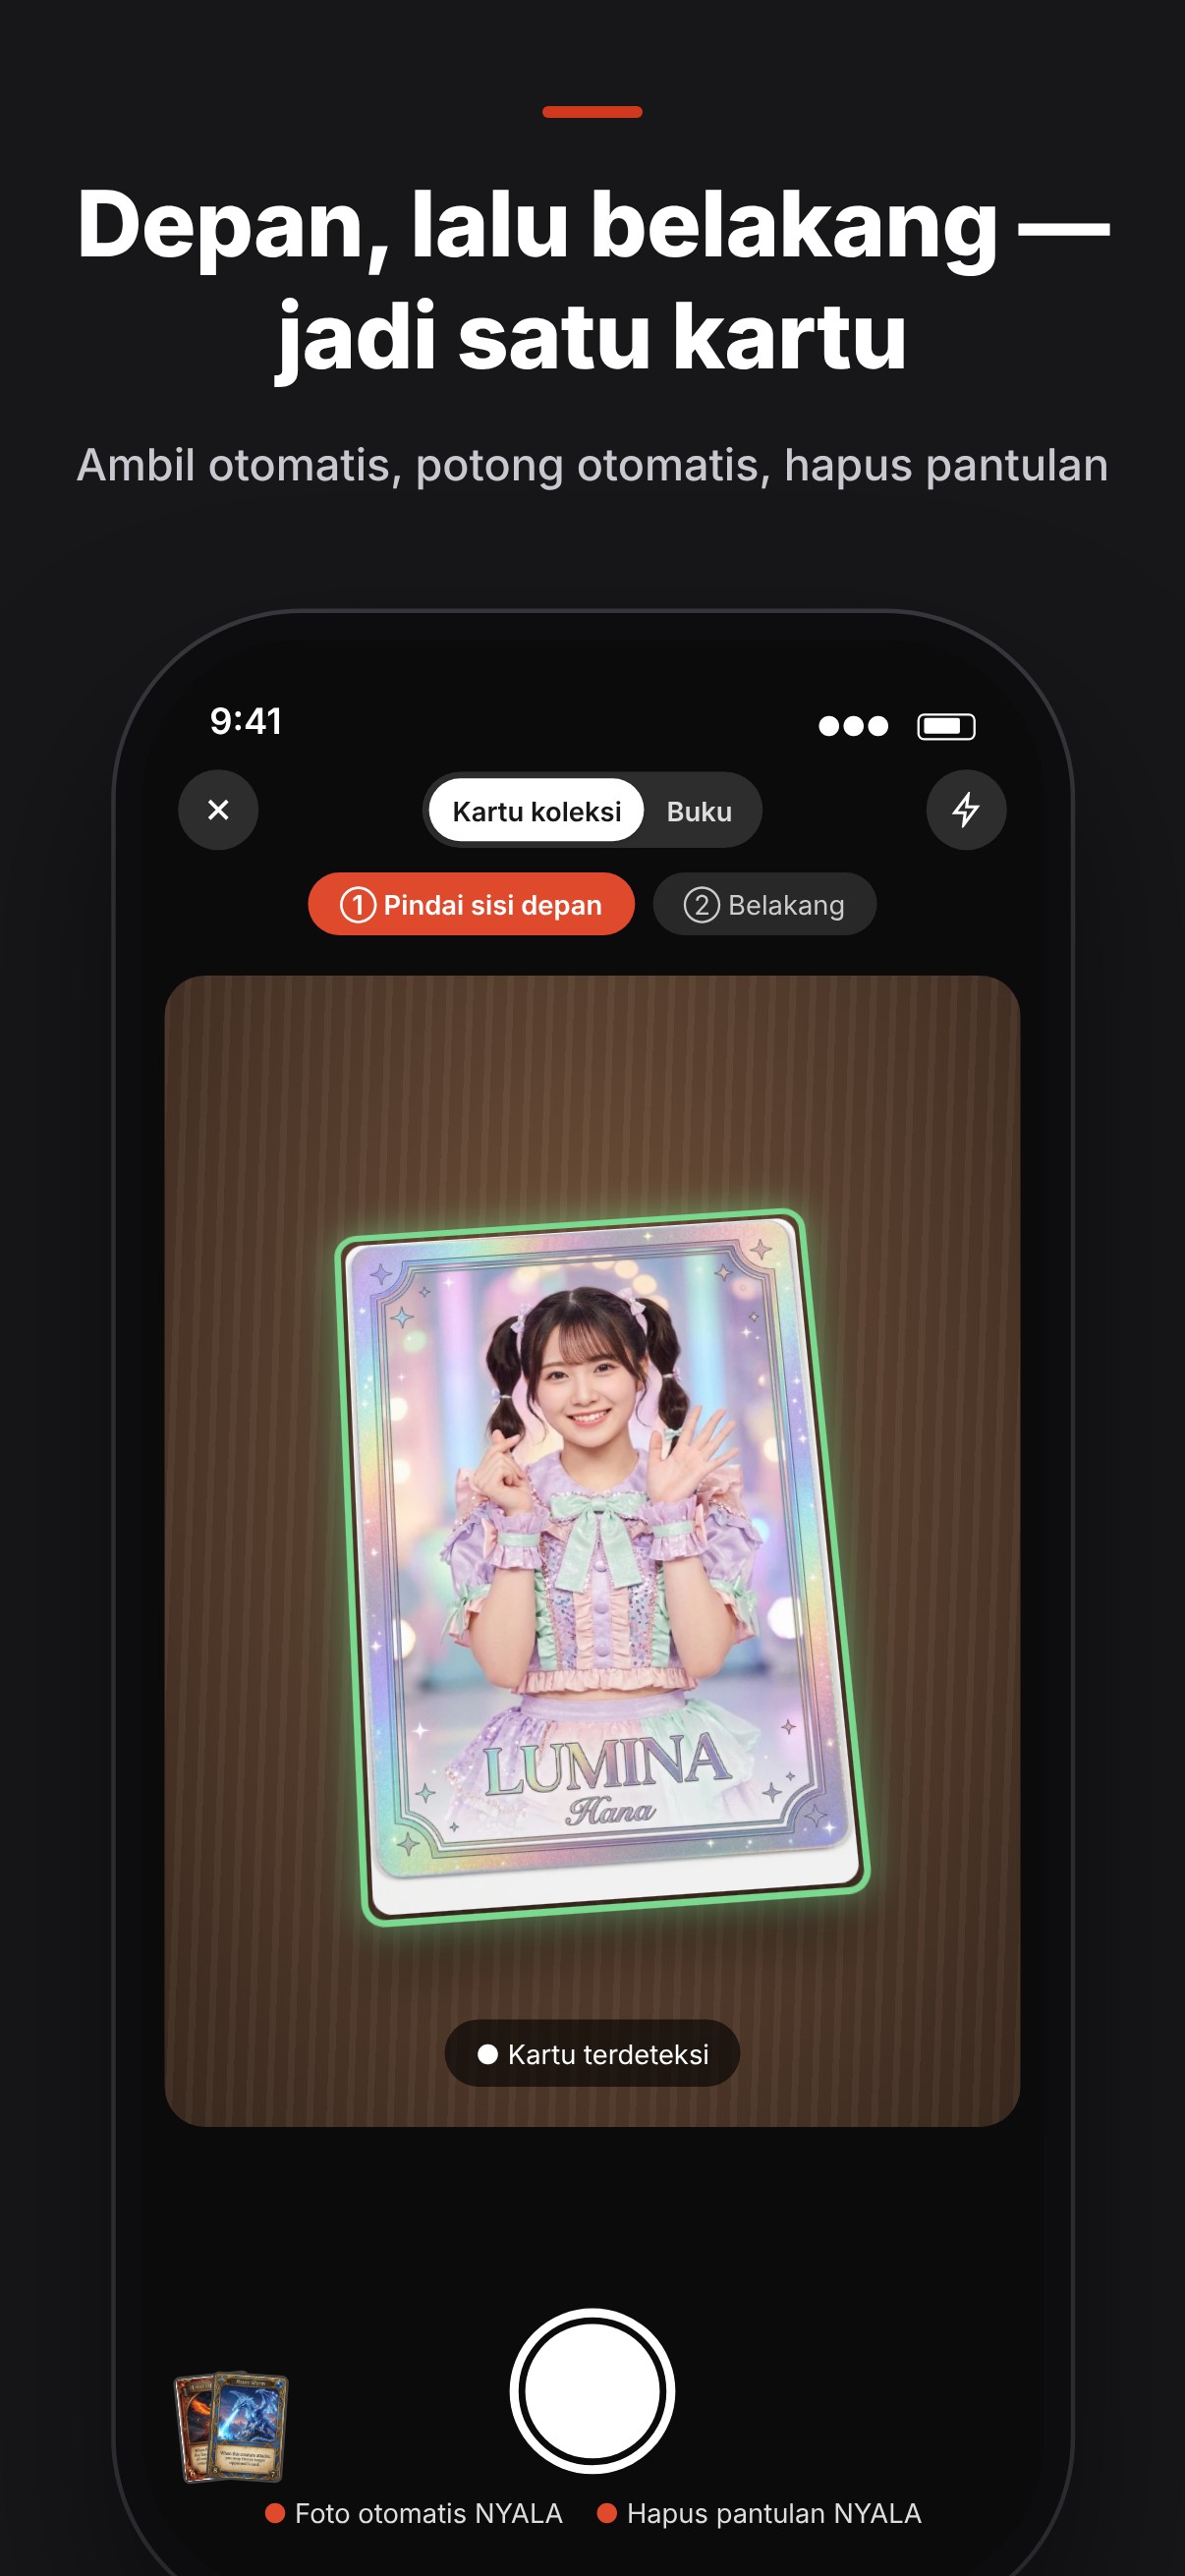 Depan, lalu belakang —
jadi satu kartu
Ambil otomatis, potong otomatis, hapus pantulan
9:41
Kartu koleksi
Buku
① Pindai sisi depan
② Belakang
LUMINA
Hana
Kartu terdeteksi
Foto otomatis NYALA
Hapus pantulan NYALA